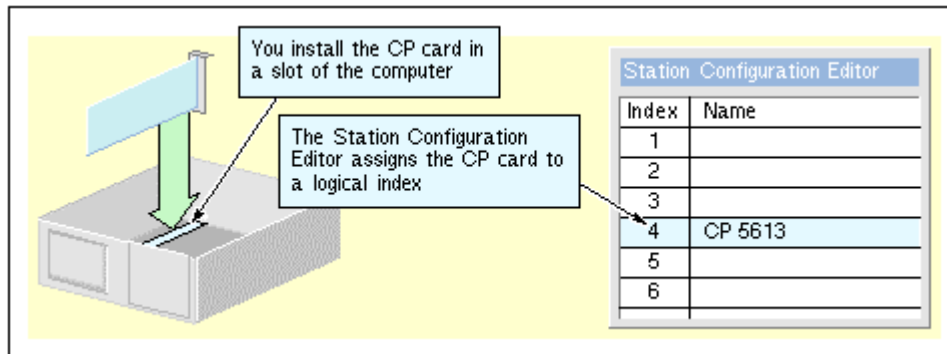 You install the CP card in
a slot of the computer
The Station Configuration
Editor assigns the CP card to
a logical index
Station Configuration Editor
Index Name
1
2
3
4 CP 5613
5
6